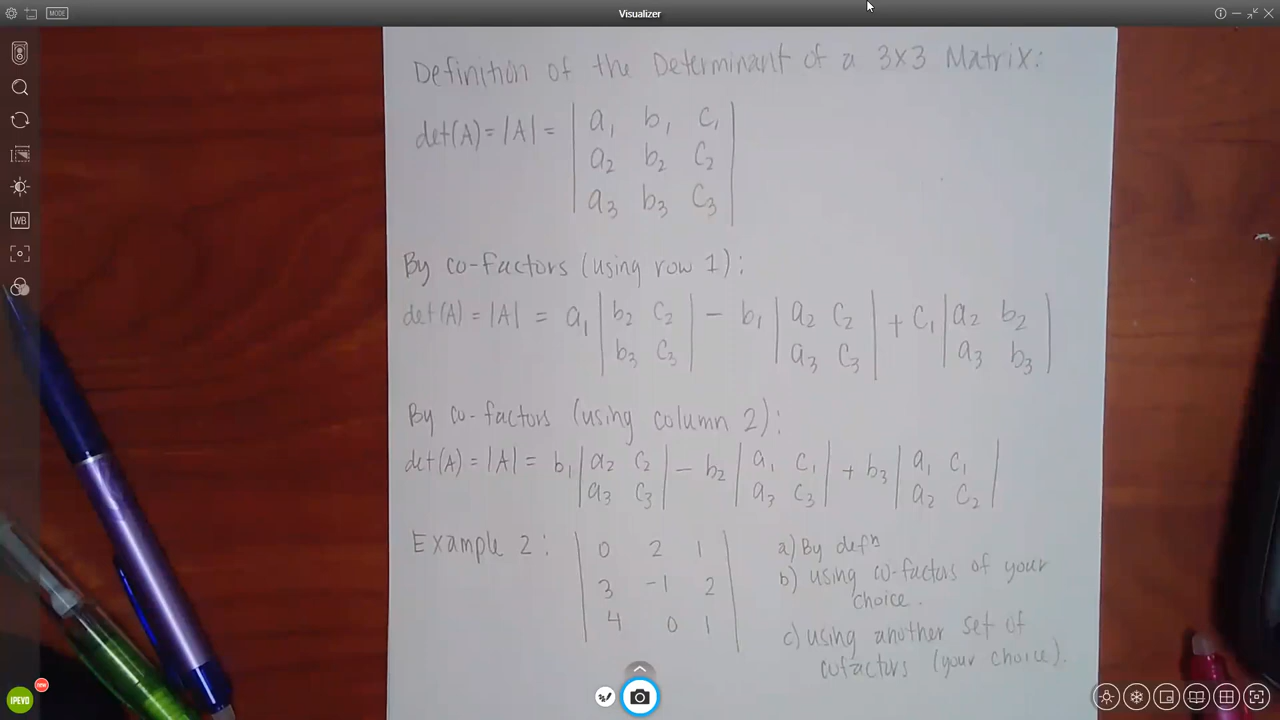 MODE
Visualizer
Definition of the Determinant of a 3x3 Matrix:
det(A) = |A| = | a₁ b₁ c₁ |
| a₂ b₂ c₂ |
| a₃ b₃ c₃ |
By co-factors (using row 1):
det(A) = |A| = a₁ | b₂ c₂ | - b₁ | a₂ c₂ | + c₁ | a₂ b₂ |
| b₃ c₃ | | a₃ c₃ | | a₃ b₃ |
By co-factors (using column 2):
det(A) = |A| = b₁ | a₂ c₂ | - b₂ | a₁ c₁ | + b₃ | a₁ c₁ |
| a₃ c₃ | | a₃ c₃ | | a₂ c₂ |
Example 2: | 0 2 1 |
| 3 -1 2 |
| 4 0 1 |
a) By defⁿ
b) using co-factors of your
choice.
c) using another set of
cofactors (your choice).
WB
IPEVO
new